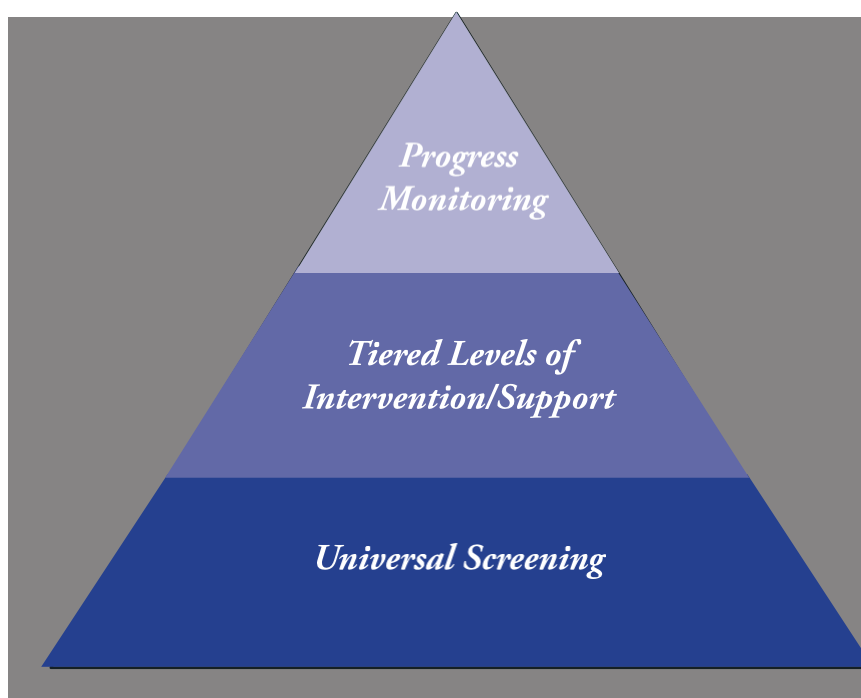 Progress
Monitoring
Tiered Levels of
Intervention/Support
Universal Screening